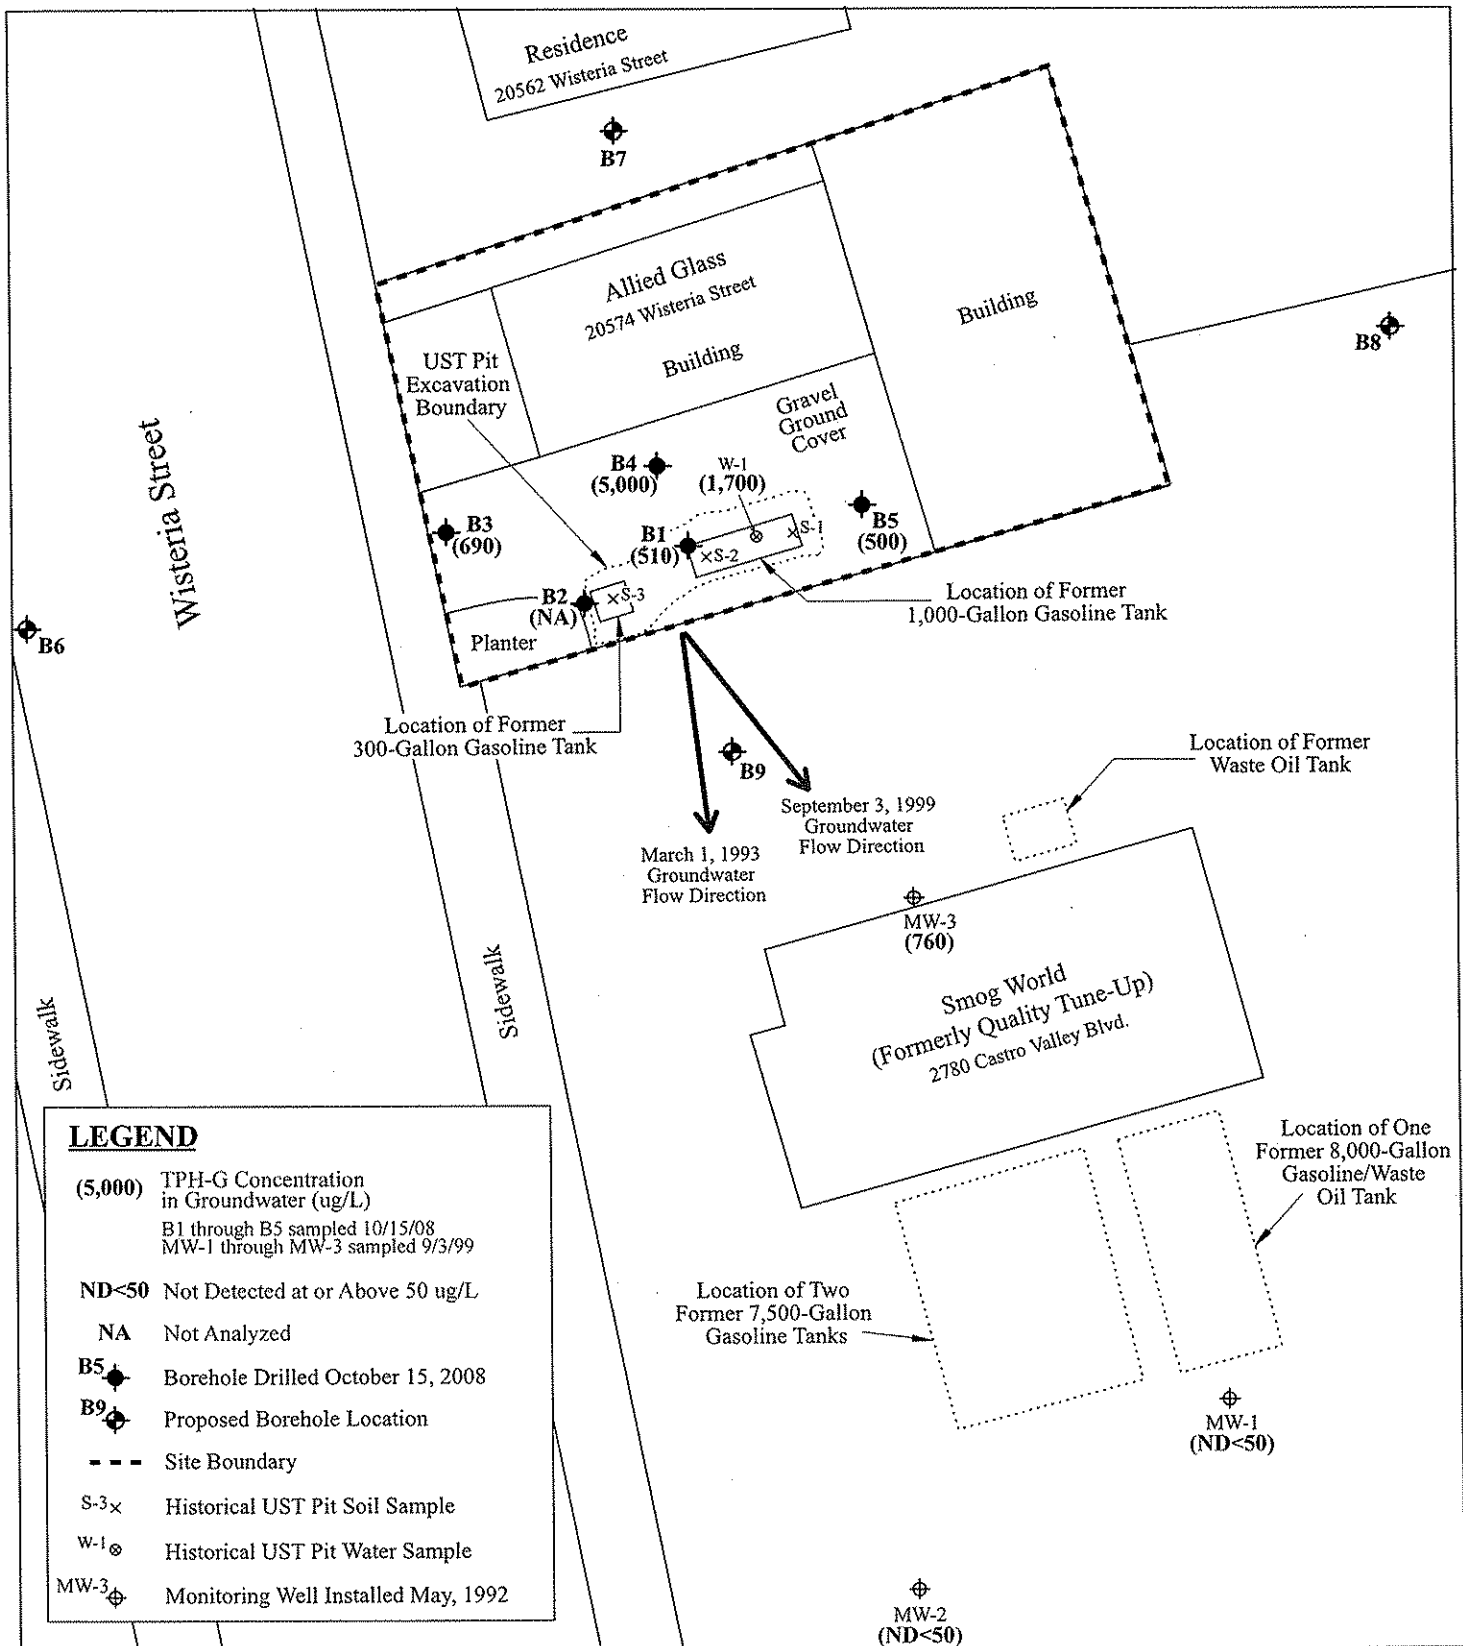 Residence
20562 Wisteria Street
B7
Allied Glass
20574 Wisteria Street
Building
Building
B8
UST Pit
Excavation
Boundary
Gravel
Ground
Cover
Wisteria Street
B4
(5,000)
W-1
(1,700)
B3
(690)
B1
(510)
S-1
S-2
B5
(500)
B2
(NA)
S-3
Location of Former
1,000-Gallon Gasoline Tank
B6
Planter
Location of Former
300-Gallon Gasoline Tank
B9
Location of Former
Waste Oil Tank
September 3, 1999
Groundwater
Flow Direction
March 1, 1993
Groundwater
Flow Direction
MW-3
(760)
Smog World
(Formerly Quality Tune-Up)
2780 Castro Valley Blvd.
Sidewalk
Sidewalk
Location of One
Former 8,000-Gallon
Gasoline/Waste
Oil Tank
Location of Two
Former 7,500-Gallon
Gasoline Tanks
MW-1
(ND<50)
MW-2
(ND<50)
LEGEND
(5,000) TPH-G Concentration
in Groundwater (ug/L)
B1 through B5 sampled 10/15/08
MW-1 through MW-3 sampled 9/3/99
ND<50 Not Detected at or Above 50 ug/L
NA Not Analyzed
B5 Borehole Drilled October 15, 2008
B9 Proposed Borehole Location
Site Boundary
S-3 Historical UST Pit Soil Sample
W-1 Historical UST Pit Water Sample
MW-3 Monitoring Well Installed May, 1992